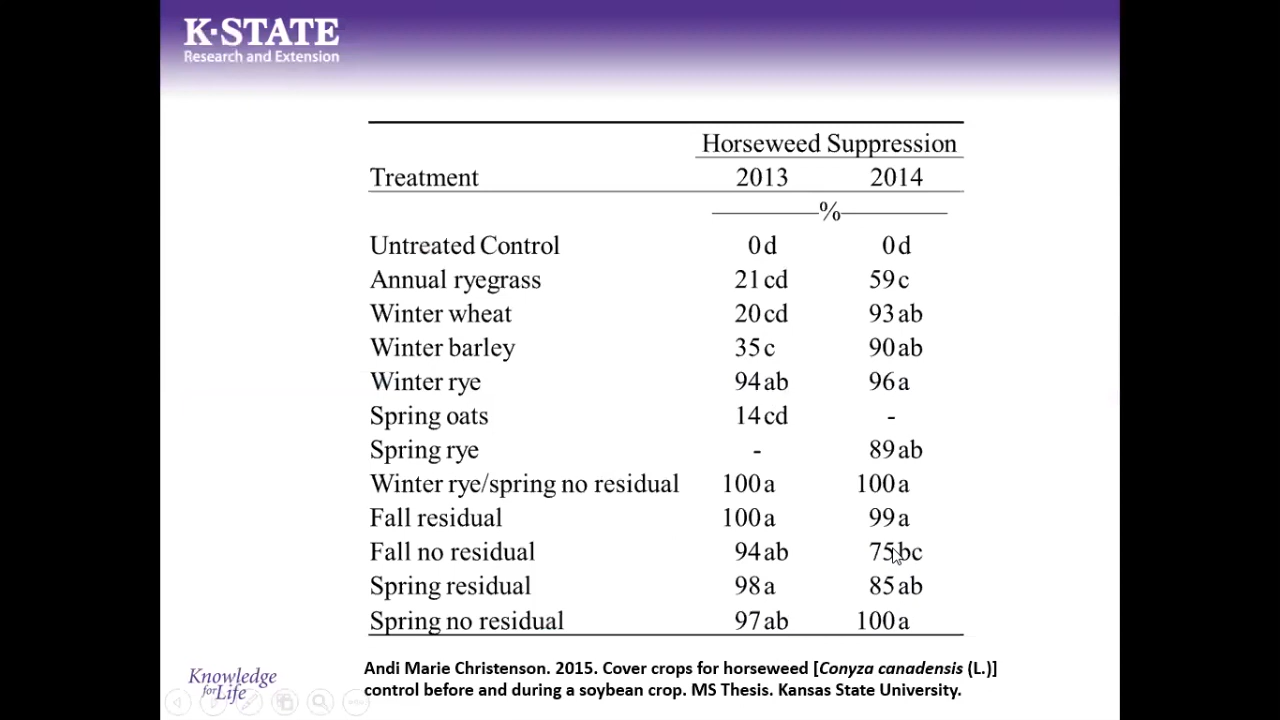 K-STATE
Research and Extension
Horseweed Suppression
Treatment 2013 2014
%
Untreated Control 0 d 0 d
Annual ryegrass 21 cd 59 c
Winter wheat 20 cd 93 ab
Winter barley 35 c 90 ab
Winter rye 94 ab 96 a
Spring oats 14 cd -
Spring rye - 89 ab
Winter rye/spring no residual 100 a 100 a
Fall residual 100 a 99 a
Fall no residual 94 ab 75 bc
Spring residual 98 a 85 ab
Spring no residual 97 ab 100 a
Andi Marie Christenson. 2015. Cover crops for horseweed [Conyza canadensis (L.)]
control before and during a soybean crop. MS Thesis. Kansas State University.
Knowledge
for Life